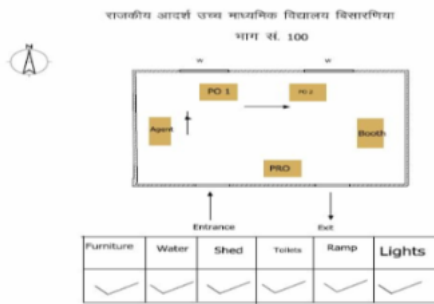 राजकीय आदर्श उच्च माध्यमिक विद्यालय बिसारणिया
भाग सं. 100
N
W W
PO 1 PO 2
Agent Booth
PRO
Entrance Exit
Furniture Water Shed Toilets Ramp Lights